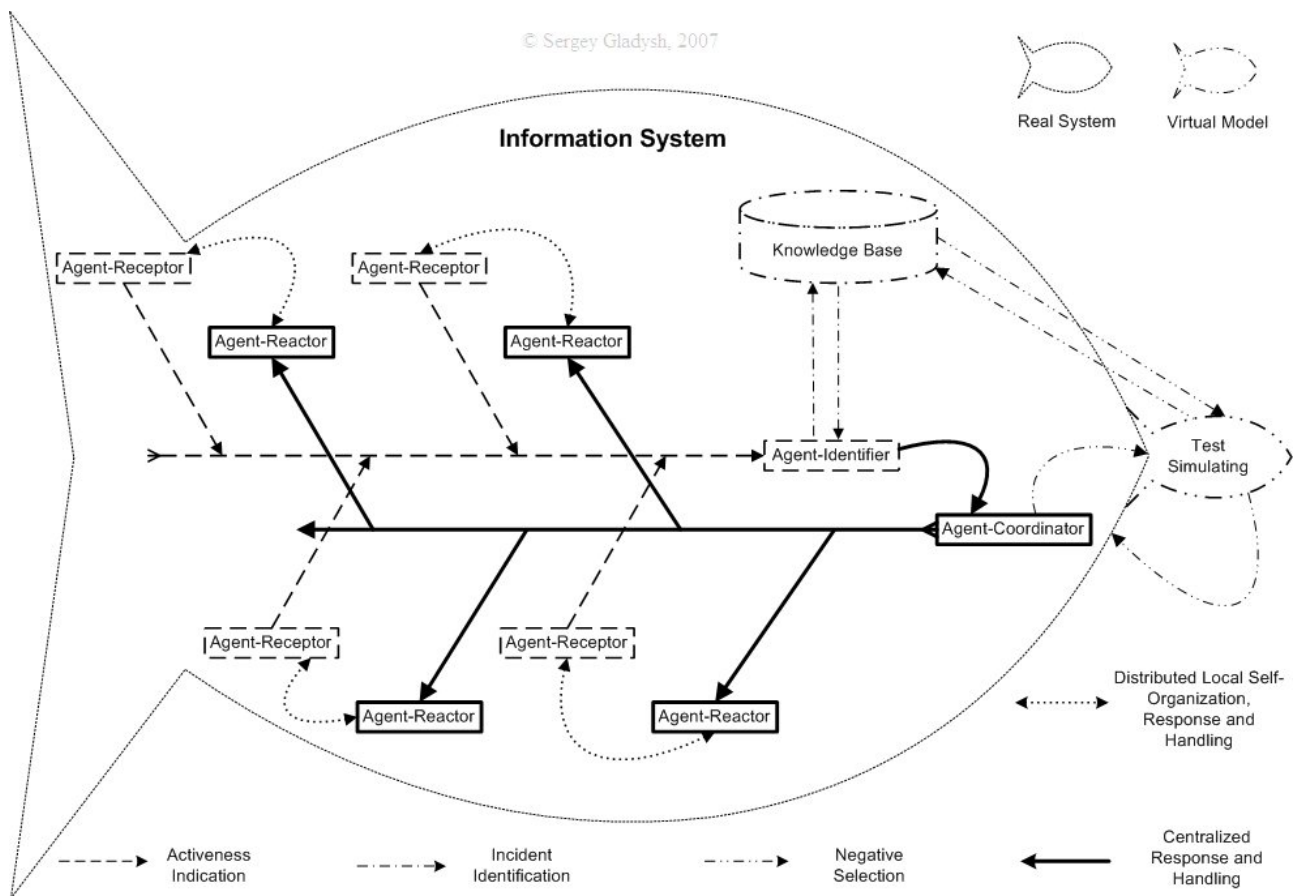 © Sergey Gladysh, 2007
Real System
Virtual Model
Information System
Knowledge Base
Agent-Receptor
Agent-Receptor
Agent-Reactor
Agent-Reactor
Agent-Identifier
Test
Simulating
Agent-Coordinator
Agent-Receptor
Agent-Receptor
Agent-Reactor
Agent-Reactor
Distributed Local Self-
Organization,
Response and
Handling
Activeness
Indication
Incident
Identification
Negative
Selection
Centralized
Response and
Handling